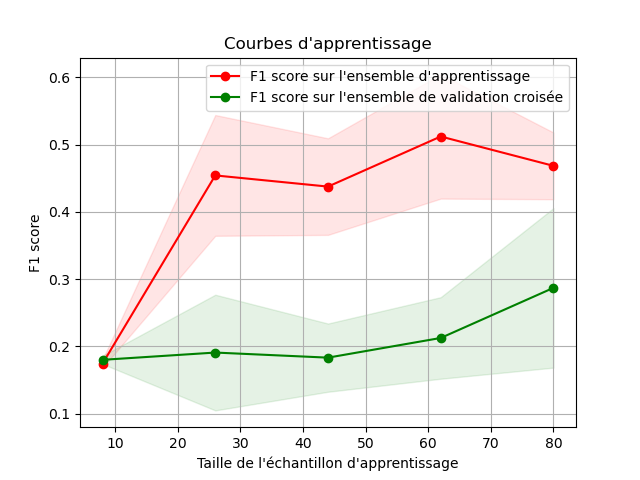 Courbes d'apprentissage
F1 score sur l'ensemble d'apprentissage
F1 score sur l'ensemble de validation croisée
0.6
0.5
0.4
0.3
0.2
0.1
F1 score
10 20 30 40 50 60 70 80
Taille de l'échantillon d'apprentissage